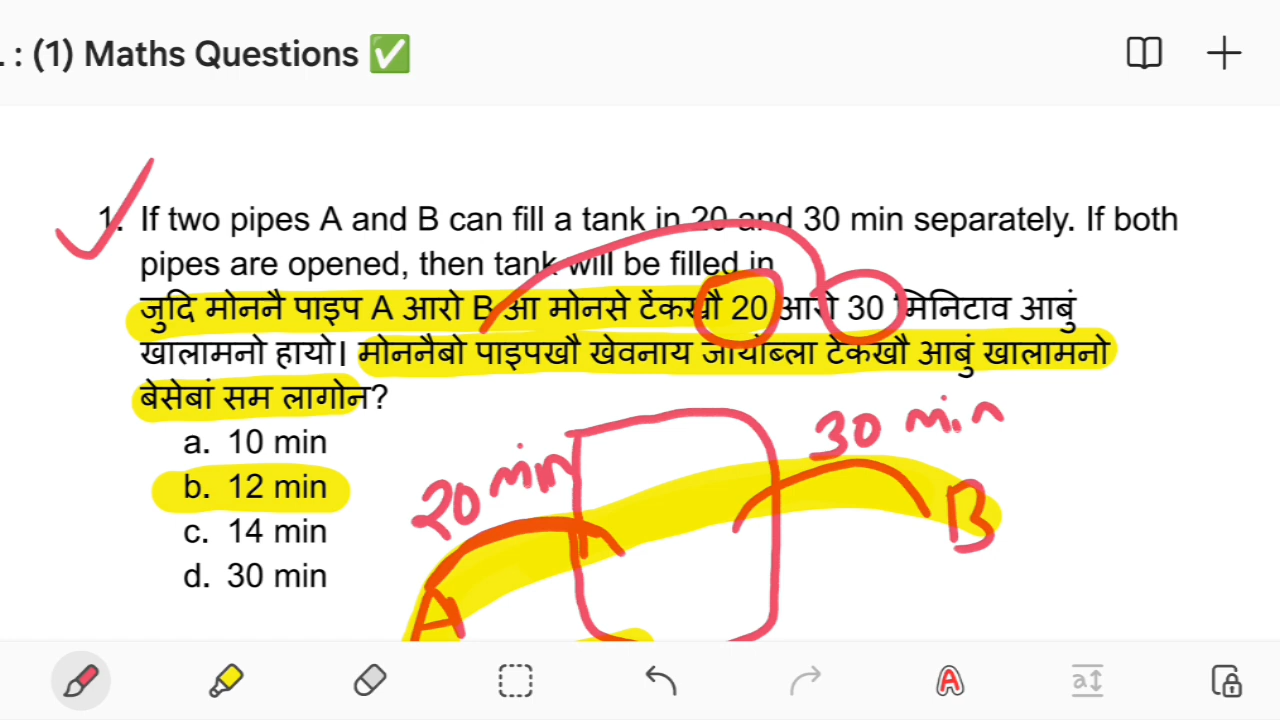 . : (1) Maths Questions ✅
1. If two pipes A and B can fill a tank in 20 and 30 min separately. If both
pipes are opened, then tank will be filled in
जुदि मोननै पाइप A आरो B आ मोनसे टेंकखौ 20 आरो 30 मिनिटाव आबुं
खालामनो हायो। मोननैबो पाइपखौ खेवनाय जायोब्ला टेंकखौ आबुं खालामनो
बेसेबां सम लागोन?
a. 10 min
b. 12 min
c. 14 min
d. 30 min
20 min
30 min
A
B
A
a